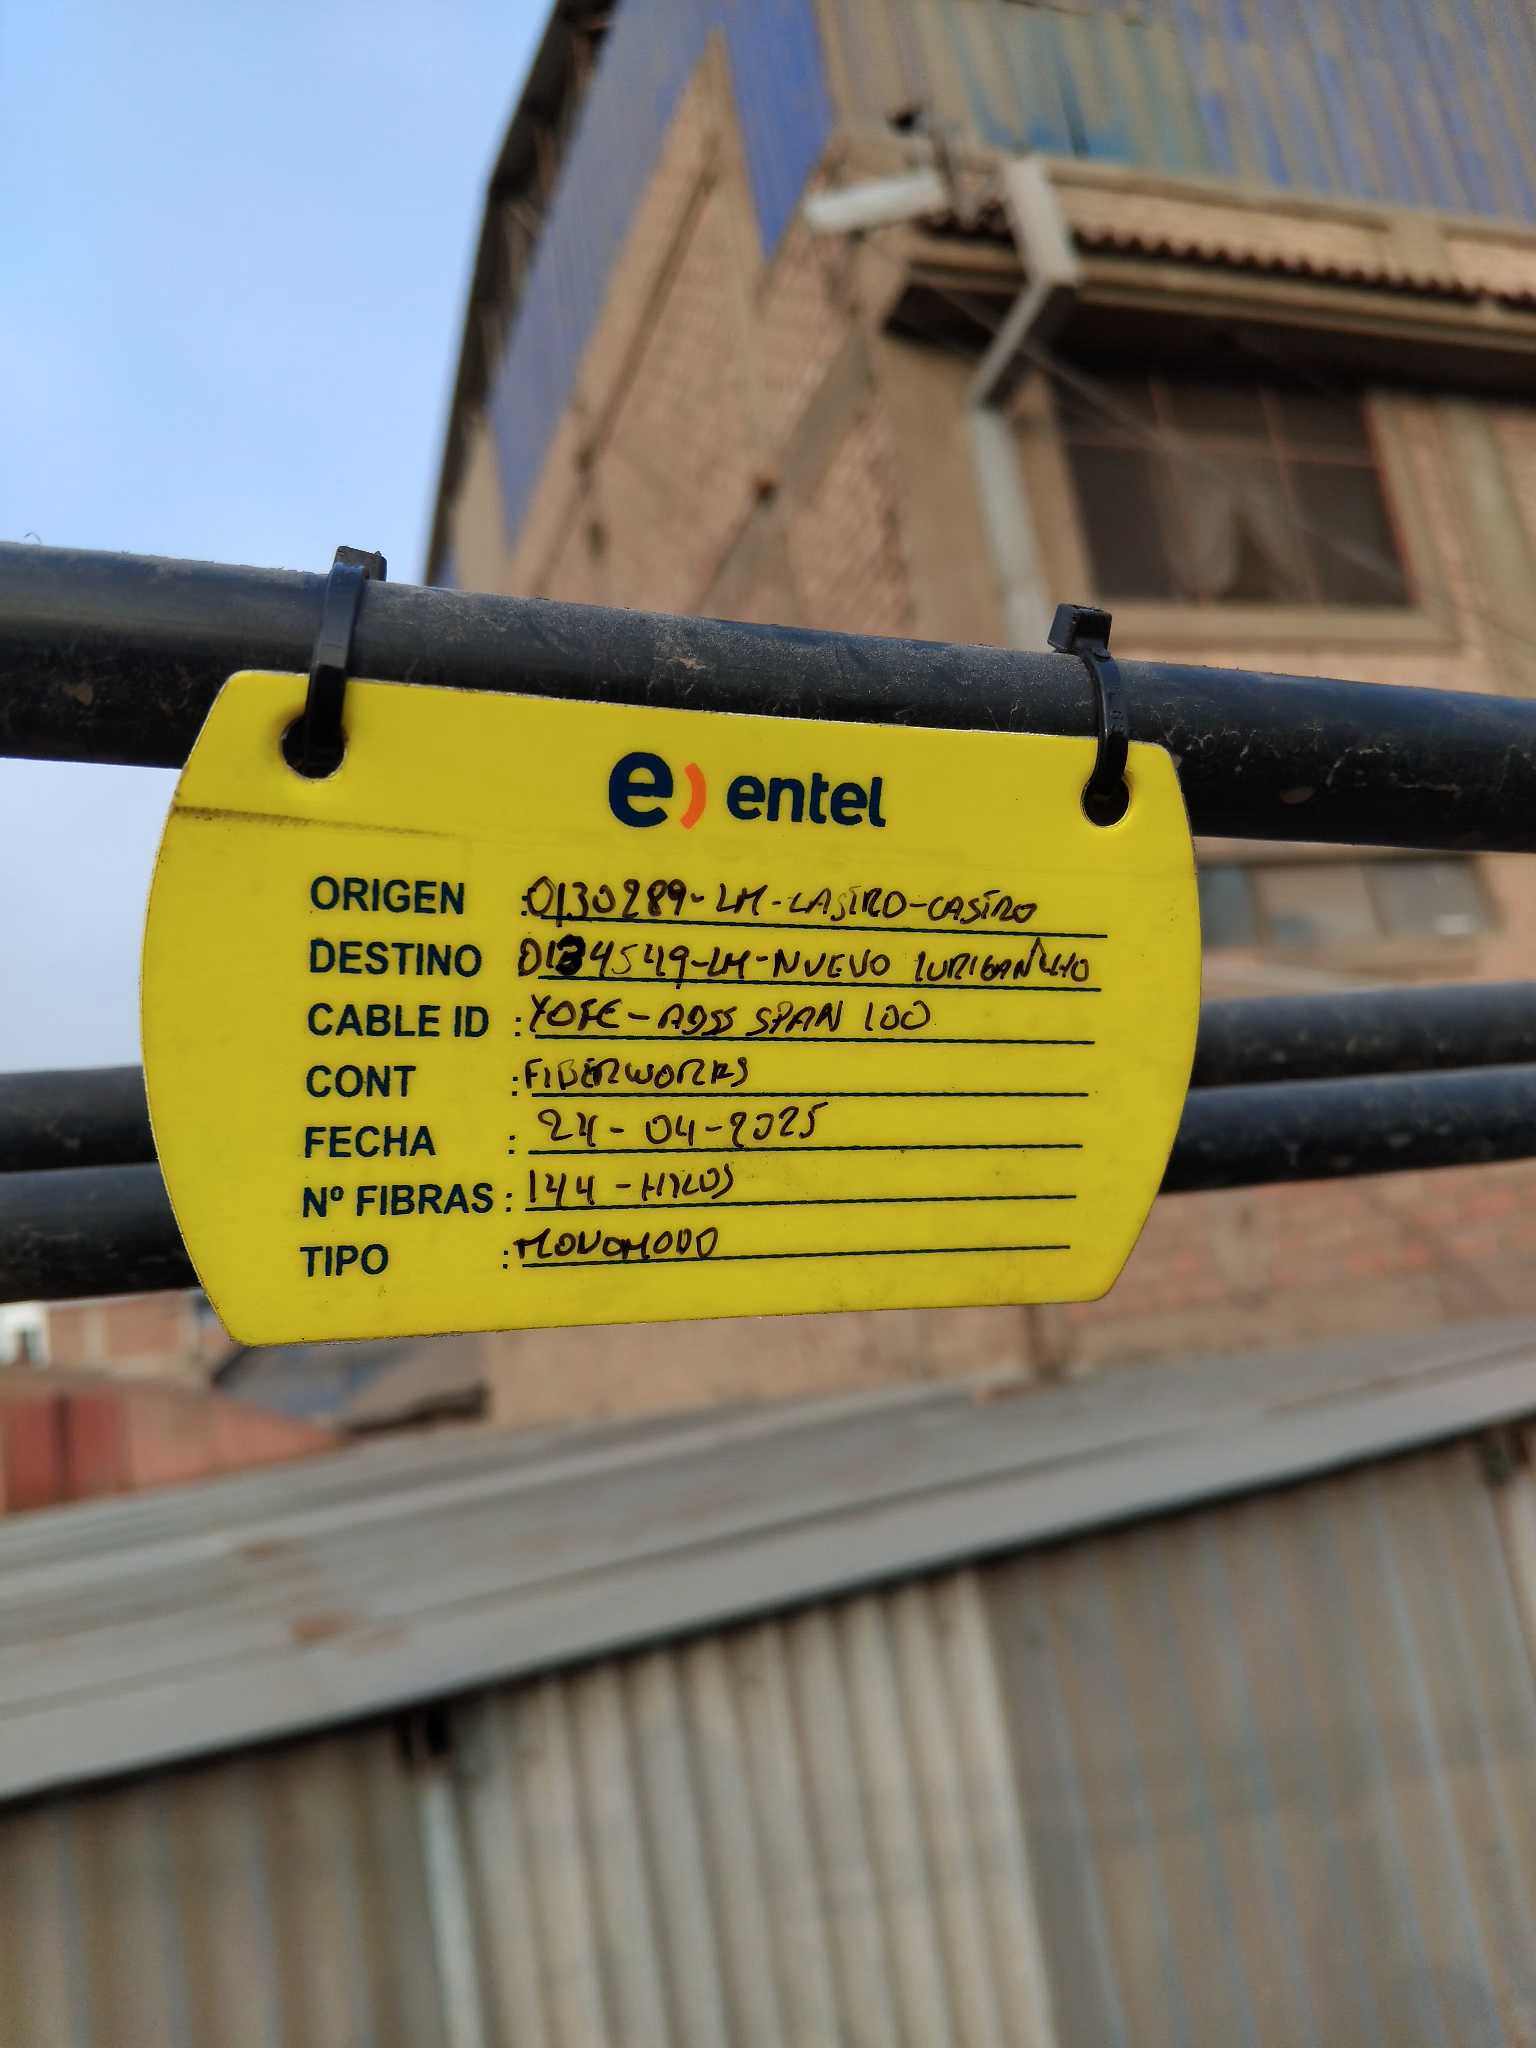 e) entel
ORIGEN : 0130289-LM-CASTRO-CASTRO
DESTINO 0134549-LM-NUEVO LURIGANCHO
CABLE ID : YOFE-ADSS SPAN 100
CONT : FIBERWORKS
FECHA : 24-04-2025
Nº FIBRAS : 144-HILOS
TIPO : MONOMODO